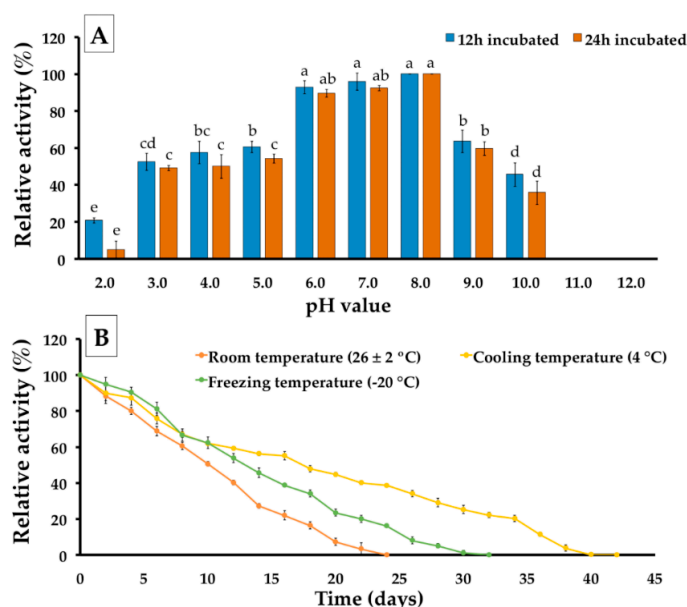 A
12h incubated 24h incubated
Relative activity (%)
120
100
80
60
40
20
0
e e cd c bc c b c a ab a ab a a b b d d
2.0 3.0 4.0 5.0 6.0 7.0 8.0 9.0 10.0 11.0 12.0
pH value
B
Room temperature (26 ± 2 °C) Cooling temperature (4 °C)
Freezing temperature (-20 °C)
Relative activity (%)
120
100
80
60
40
20
0
0 5 10 15 20 25 30 35 40 45
Time (days)